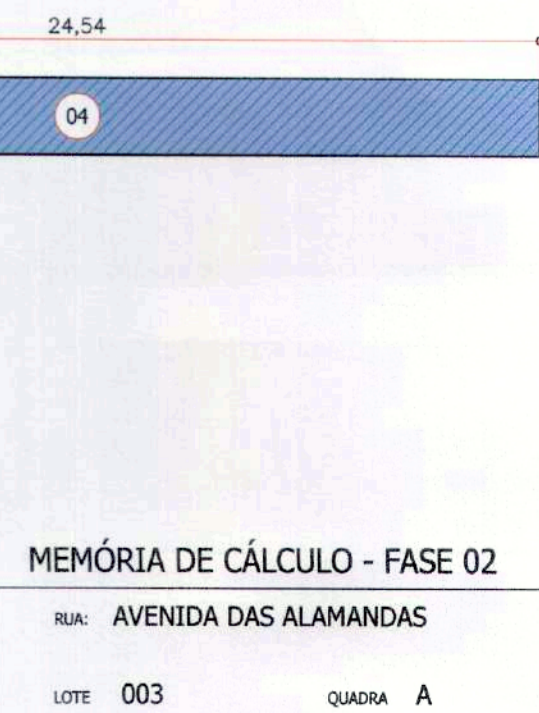 24,54
04
MEMÓRIA DE CÁLCULO - FASE 02
RUA: AVENIDA DAS ALAMANDAS
LOTE 003 QUADRA A